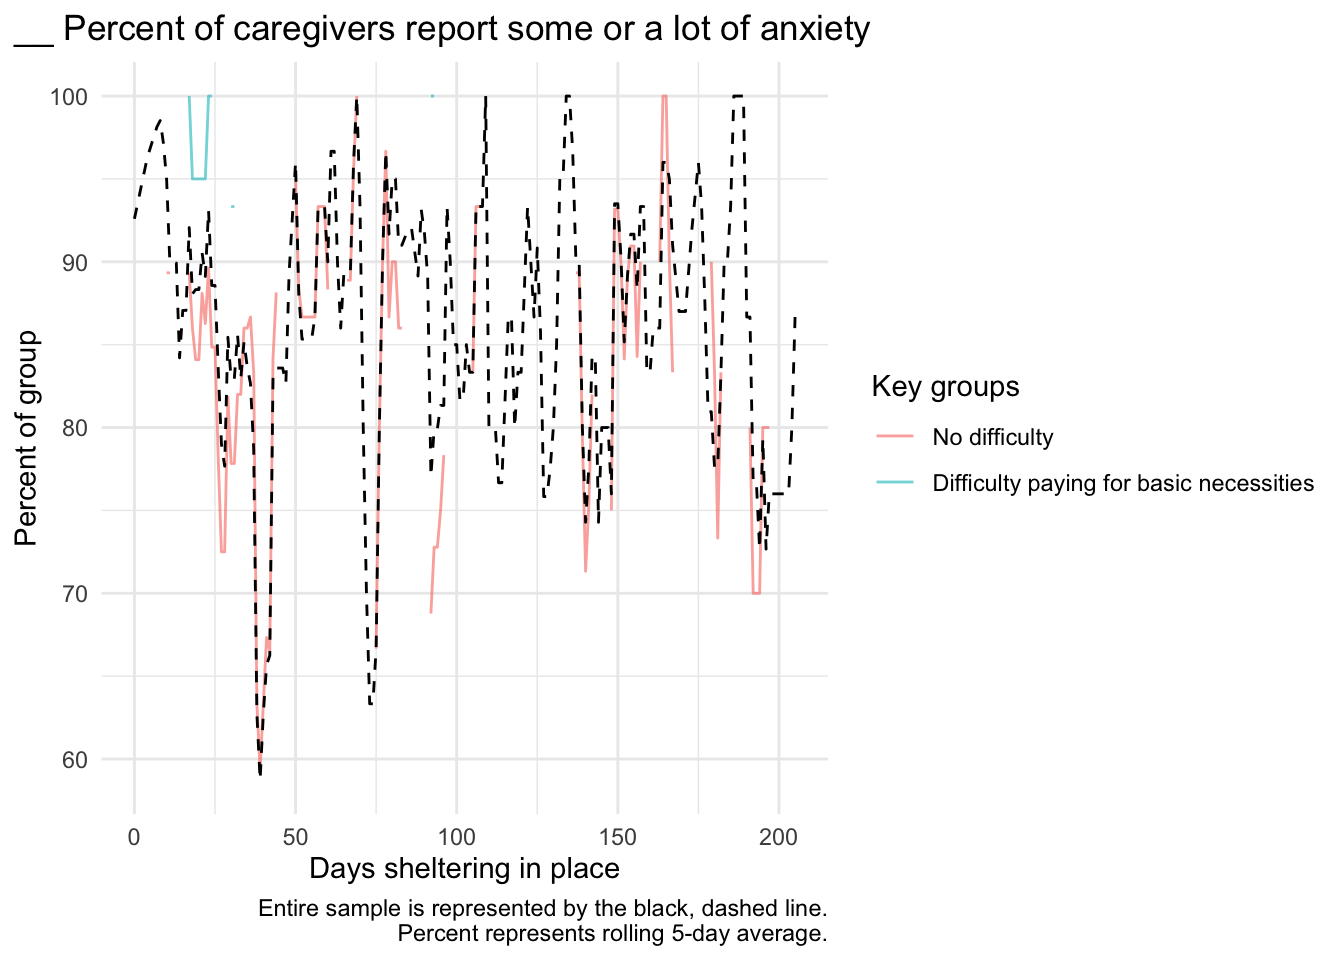 __ Percent of caregivers report some or a lot of anxiety
Percent of group
100
90
80
70
60
0
50
100
150
200
Days sheltering in place
Key groups
No difficulty
Difficulty paying for basic necessities
Entire sample is represented by the black, dashed line.
Percent represents rolling 5-day average.